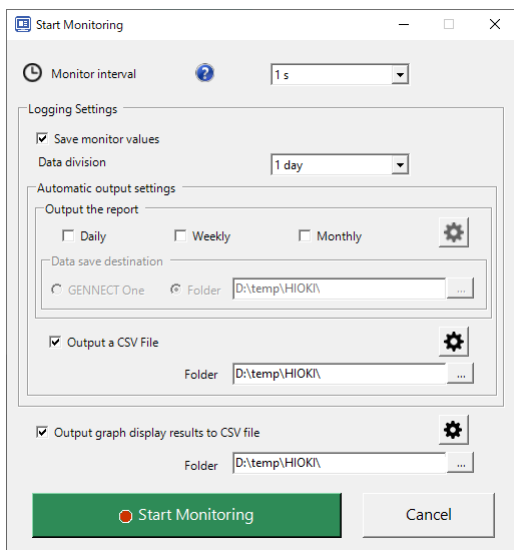 Start Monitoring
Monitor interval
1 s
Logging Settings
Save monitor values
Data division
1 day
Automatic output settings
Output the report
Daily
Weekly
Monthly
Data save destination
GENNECT One
Folder
D:\temp\HIOKI\
...
Output a CSV File
Folder
D:\temp\HIOKI\
...
Output graph display results to CSV file
Folder
D:\temp\HIOKI\
...
Start Monitoring
Cancel